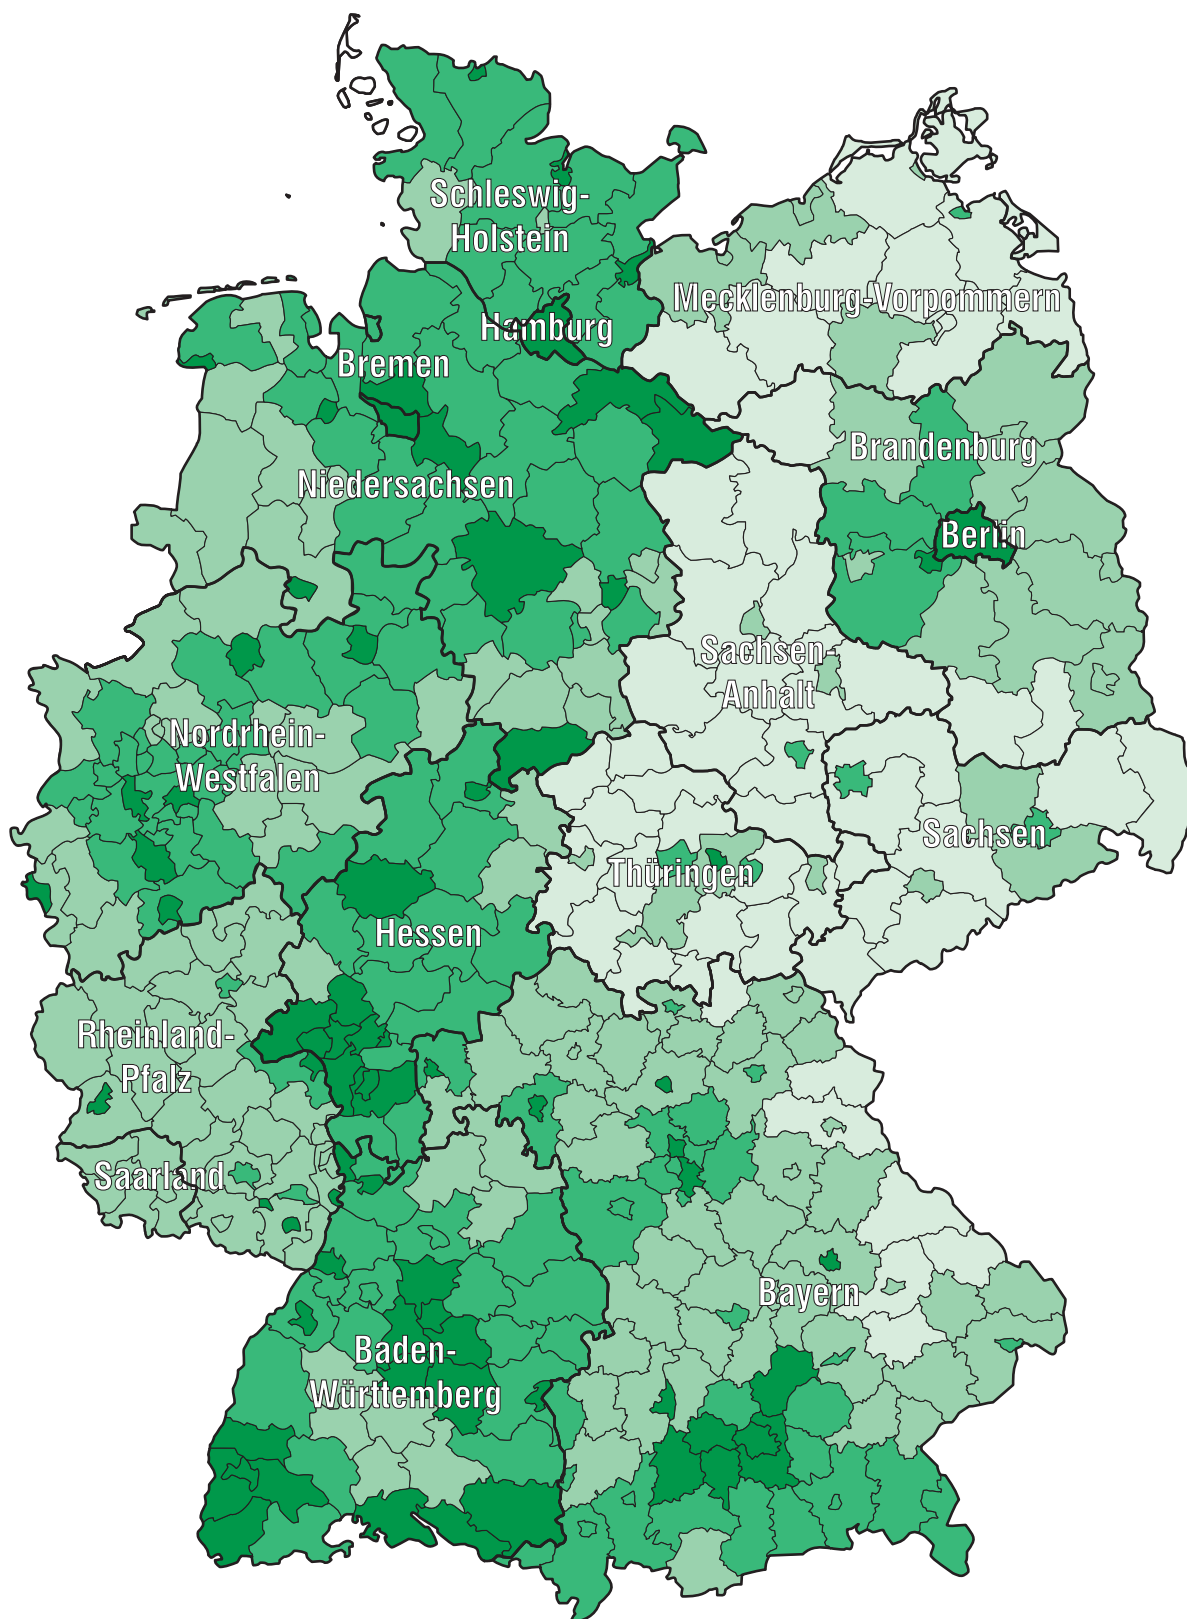 Schleswig-
Holstein
Mecklenburg-Vorpommern
Hamburg
Bremen
Brandenburg
Niedersachsen
Berlin
Sachsen-
Anhalt
Nordrhein-
Westfalen
Sachsen
Thüringen
Hessen
Rheinland-
Pfalz
Saarland
Bayern
Baden-
Württemberg